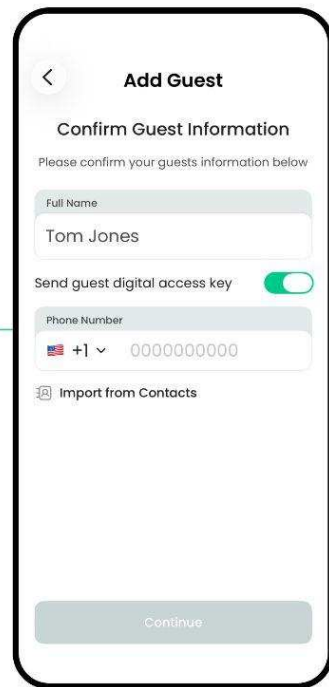 Add Guest
Confirm Guest Information
Please confirm your guests information below
Full Name
Tom Jones
Send guest digital access key
Phone Number
+1 0000000000
Import from Contacts
Continue